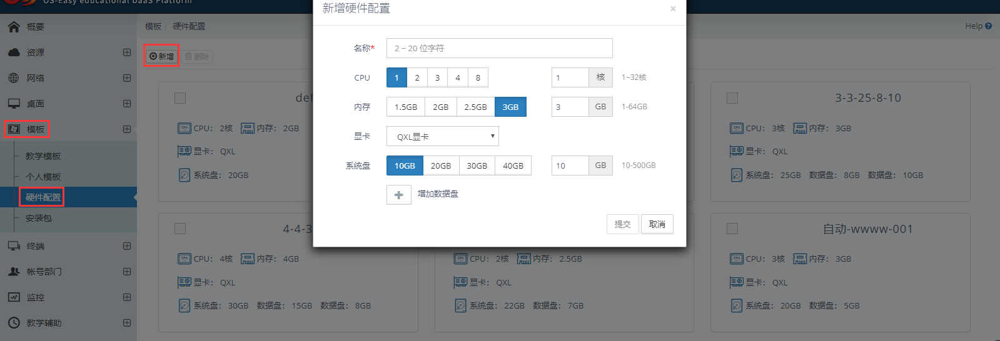 OS-Easy educational DaaS Platform
概要
资源
网络
桌面
模板
教学模板
个人模板
硬件配置
安装包
终端
帐号部门
监控
教学辅助
模板 / 硬件配置
Help
新增 删除
新增硬件配置 ×
名称* 2 – 20 位字符
CPU 1 2 3 4 8 1 核 1~32核
内存 1.5GB 2GB 2.5GB 3GB 3 GB 1-64GB
显卡 QXL显卡
系统盘 10GB 20GB 30GB 40GB 10 GB 10-500GB
增加数据盘
提交 取消
def
CPU: 2核 内存: 2GB
显卡: QXL
系统盘: 20GB
3-3-25-8-10
CPU: 3核 内存: 3GB
显卡: QXL
系统盘: 25GB 数据盘: 8GB 数据盘: 10GB
4-4-3
CPU: 4核 内存: 4GB
显卡: QXL
系统盘: 30GB 数据盘: 15GB 数据盘: 8GB
CPU: 2核 内存: 2.5GB
显卡: QXL
系统盘: 22GB 数据盘: 7GB
自动-wwww-001
CPU: 3核 内存: 3GB
显卡: QXL
系统盘: 20GB 数据盘: 5GB